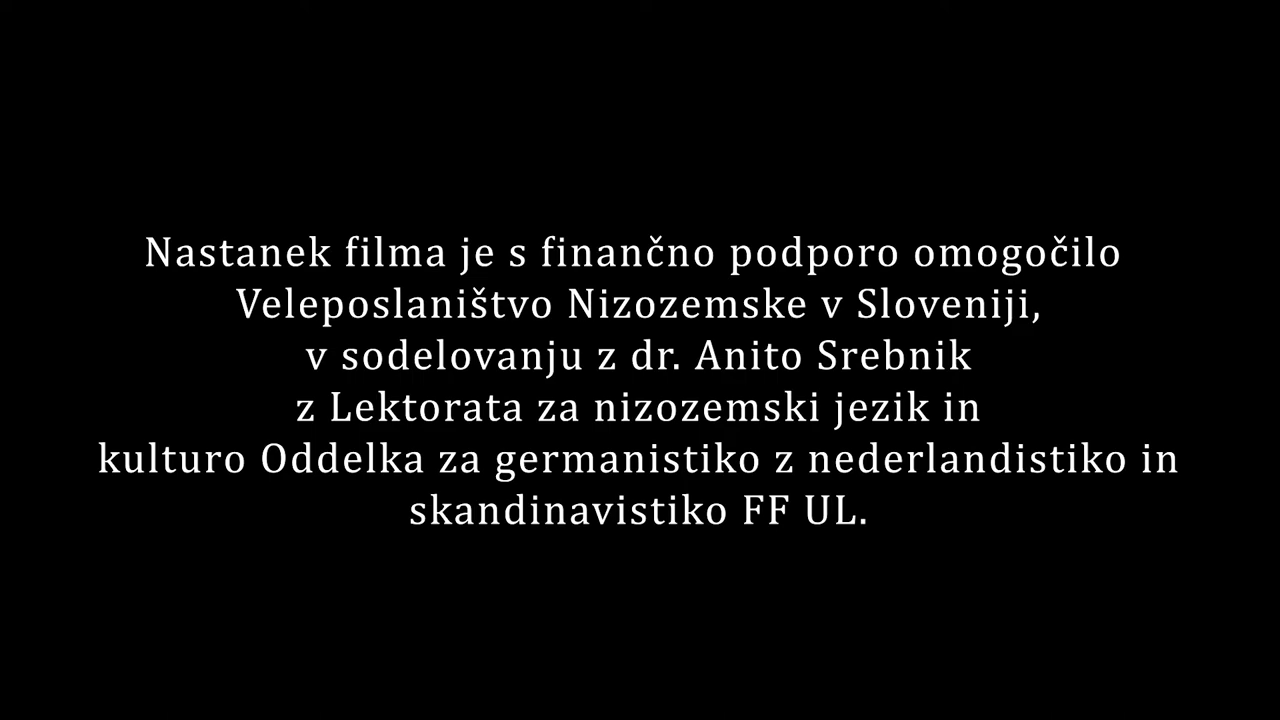 Nastanek filma je s finančno podporo omogočilo
Veleposlaništvo Nizozemske v Sloveniji,
v sodelovanju z dr. Anito Srebnik
z Lektorata za nizozemski jezik in
kulturo Oddelka za germanistiko z nederlandistiko in
skandinavistiko FF UL.